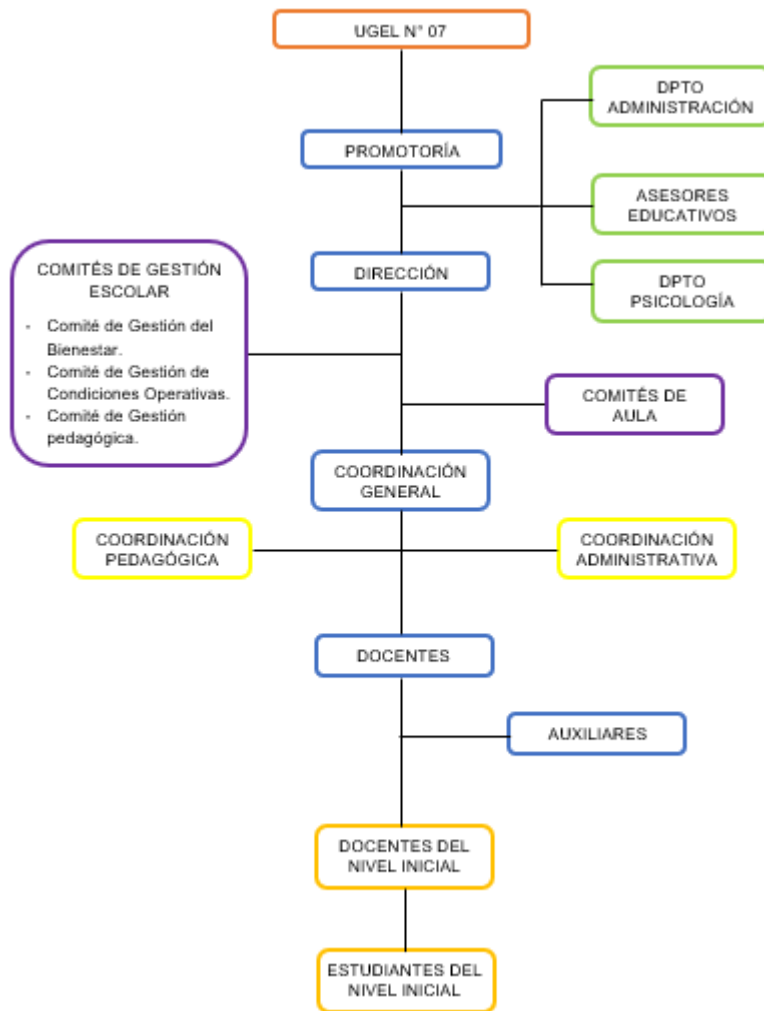 UGEL N° 07
DPTO
ADMINISTRACIÓN
PROMOTORÍA
ASESORES
EDUCATIVOS
COMITÉS DE GESTIÓN
ESCOLAR
- Comité de Gestión del
Bienestar.
- Comité de Gestión de
Condiciones Operativas.
- Comité de Gestión
pedagógica.
DIRECCIÓN
DPTO
PSICOLOGÍA
COMITÉS DE
AULA
COORDINACIÓN
GENERAL
COORDINACIÓN
PEDAGÓGICA
COORDINACIÓN
ADMINISTRATIVA
DOCENTES
AUXILIARES
DOCENTES DEL
NIVEL INICIAL
ESTUDIANTES DEL
NIVEL INICIAL